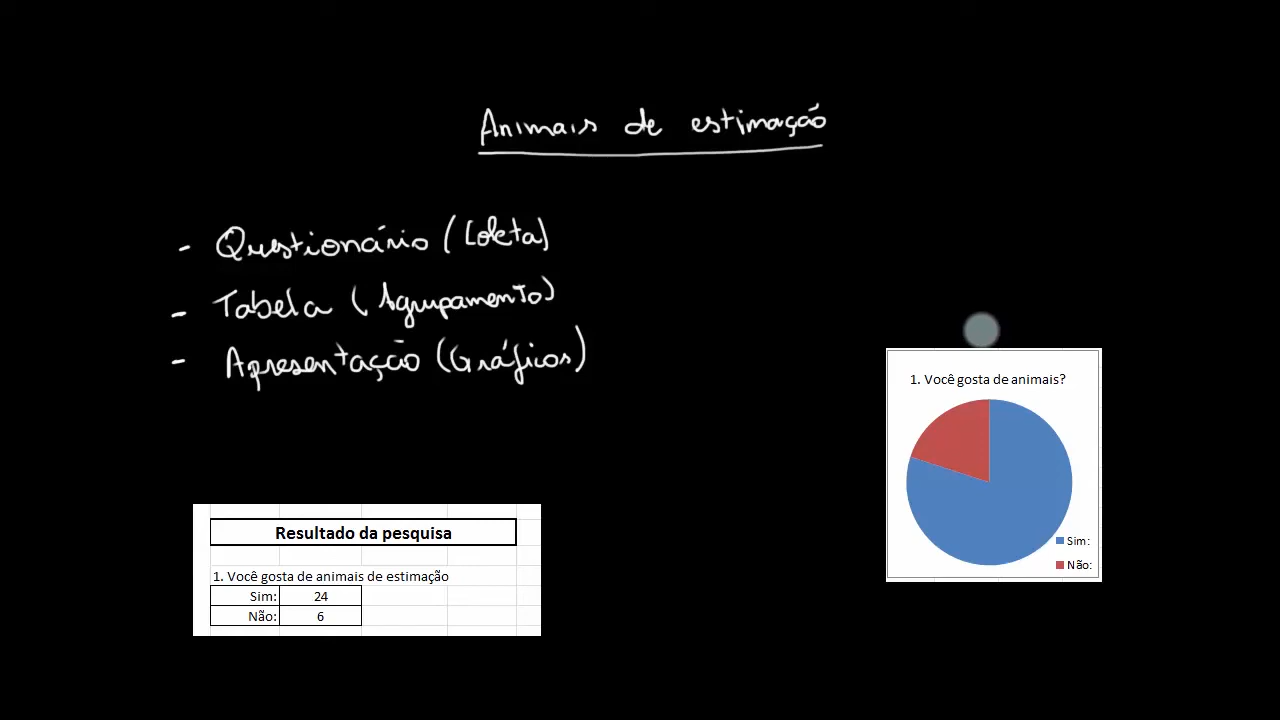 Animais de estimação
- Questionário (Coleta)
- Tabela (Agrupamento)
- Apresentação (Gráficos)
1. Você gosta de animais?
Sim:
Não:
Resultado da pesquisa
1. Você gosta de animais de estimação
Sim: 24
Não: 6